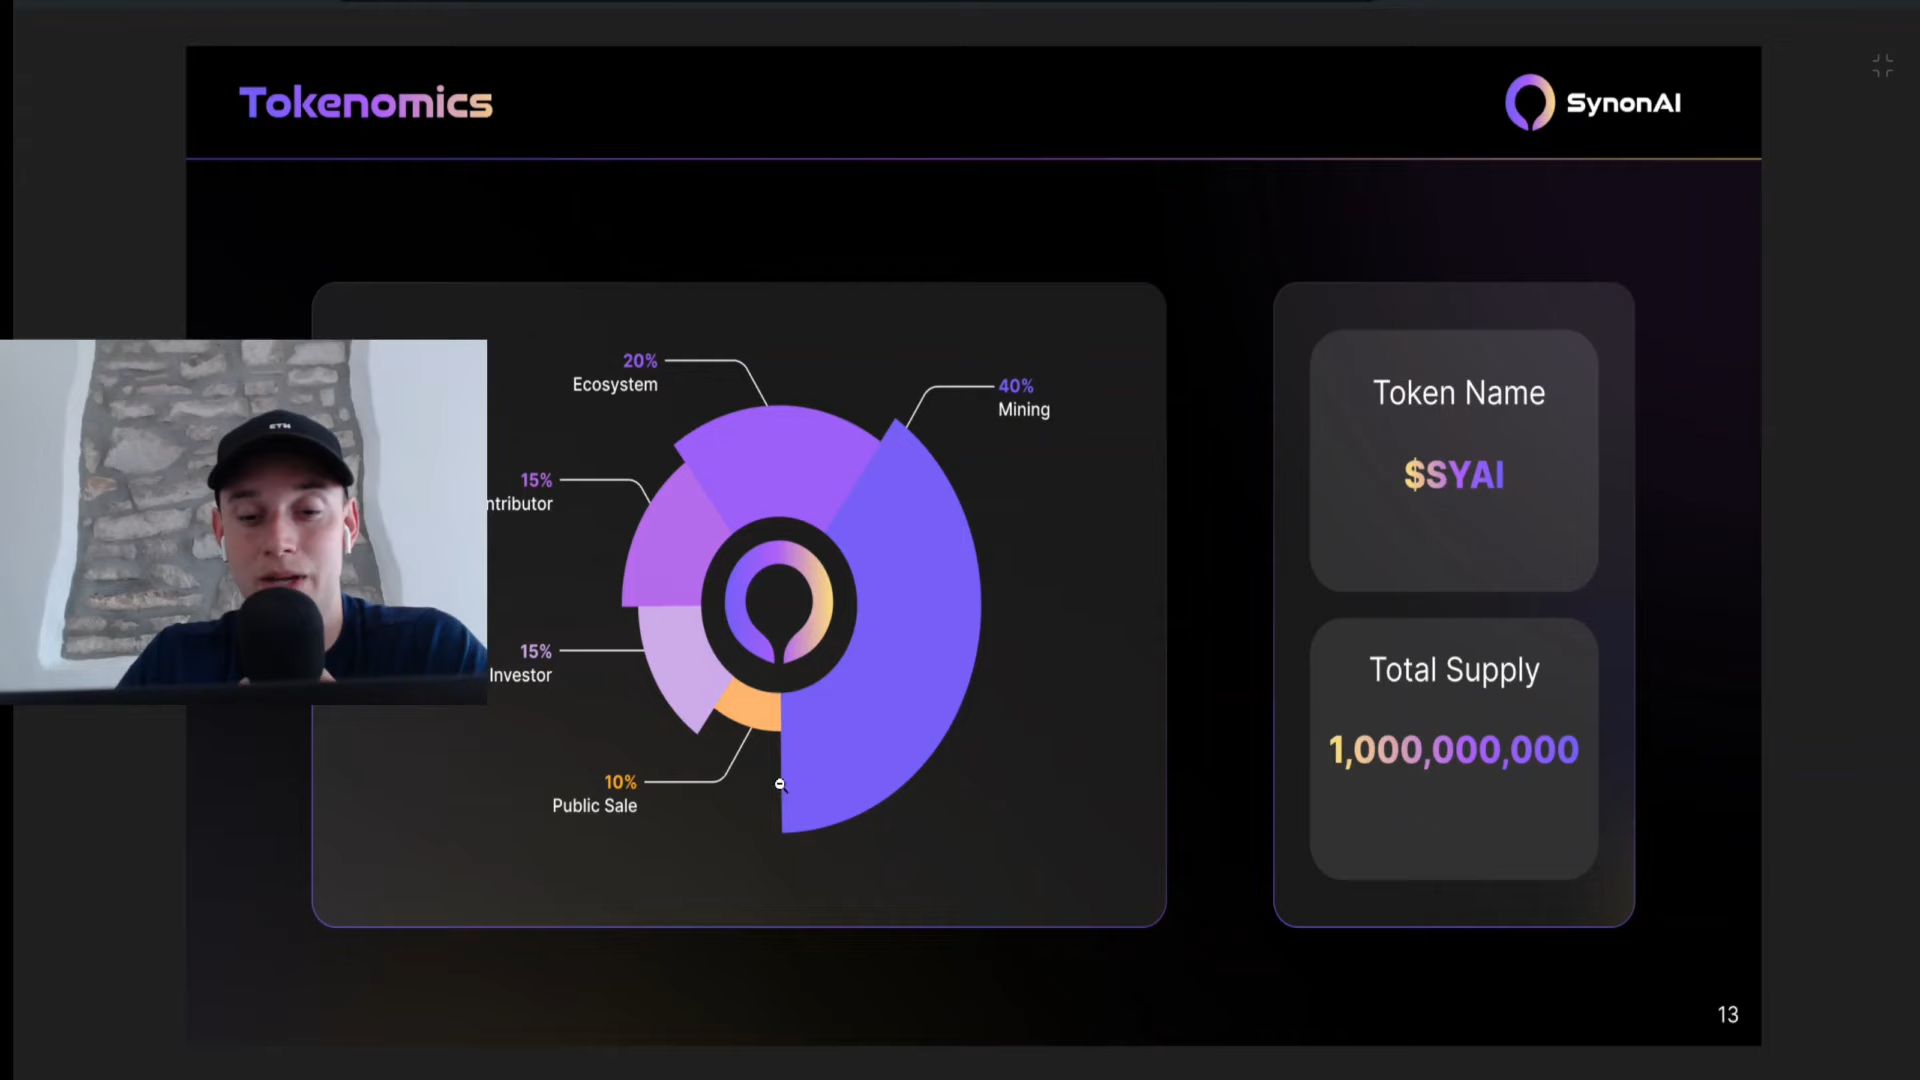 Tokenomics
SynonAI
20%
Ecosystem
40%
Mining
15%
ntributor
15%
Investor
10%
Public Sale
Token Name
$SYAI
Total Supply
1,000,000,000
13